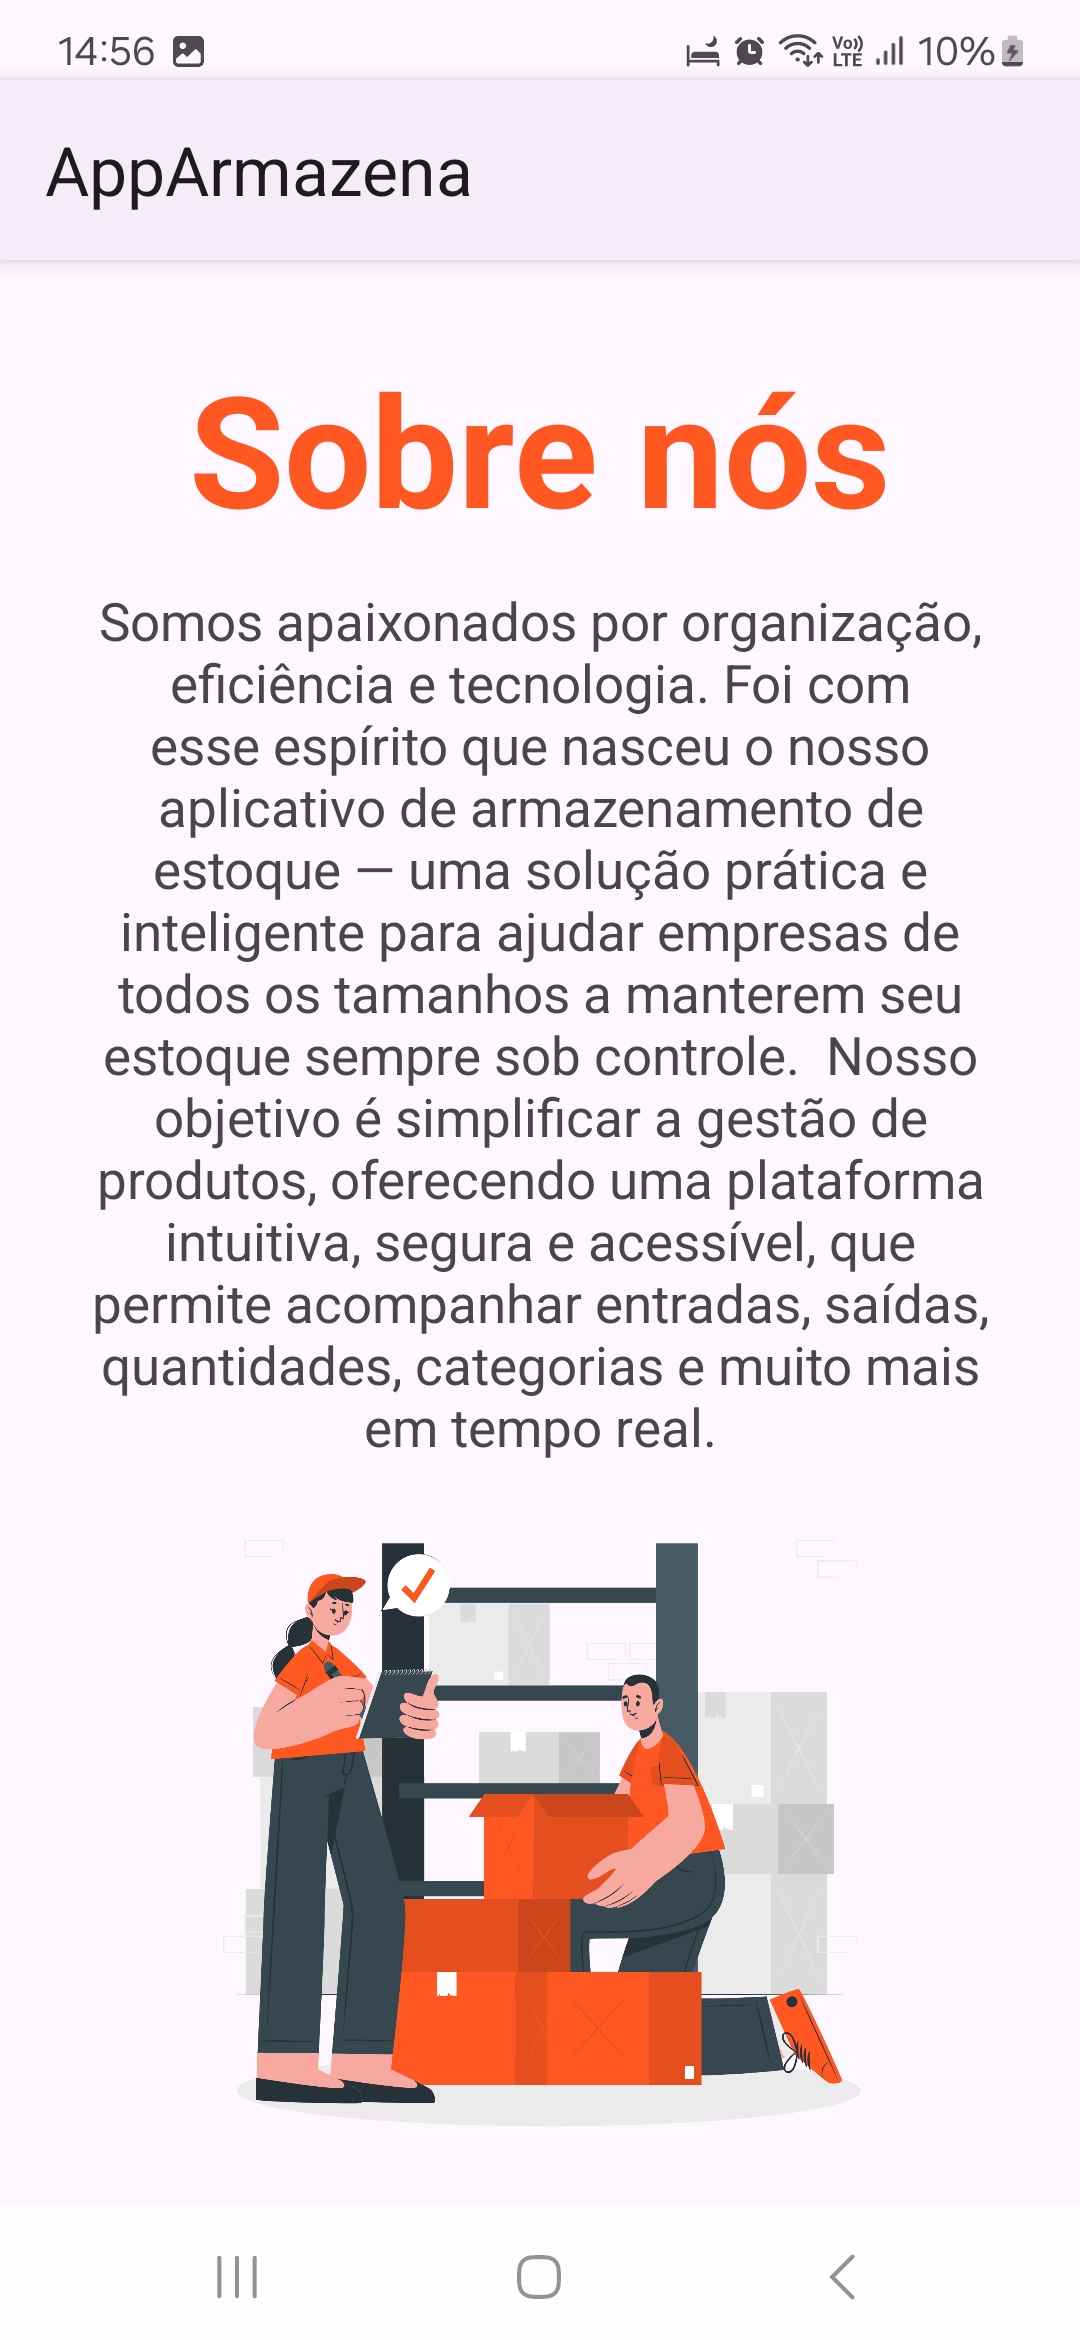 14:56
Vo))
LTE
10%
AppArmazena
Sobre nós
Somos apaixonados por organização,
eficiência e tecnologia. Foi com
esse espírito que nasceu o nosso
aplicativo de armazenamento de
estoque — uma solução prática e
inteligente para ajudar empresas de
todos os tamanhos a manterem seu
estoque sempre sob controle.  Nosso
objetivo é simplificar a gestão de
produtos, oferecendo uma plataforma
intuitiva, segura e acessível, que
permite acompanhar entradas, saídas,
quantidades, categorias e muito mais
em tempo real.